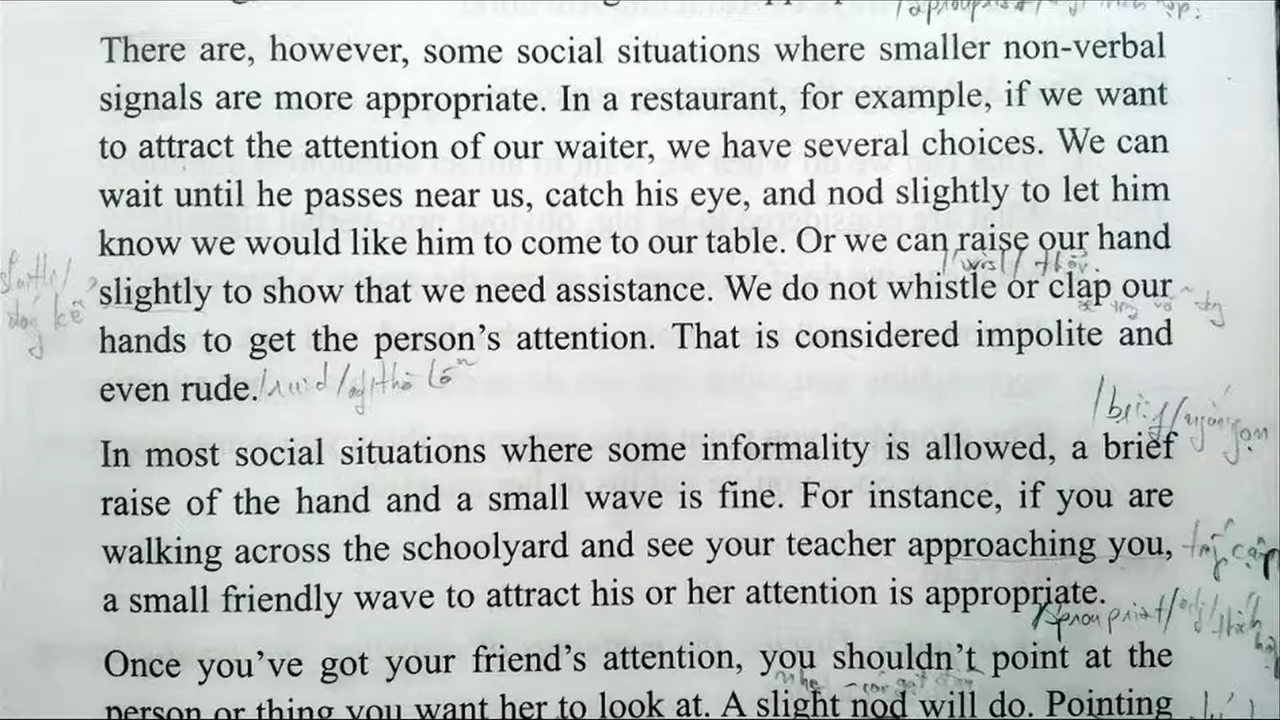 There are, however, some social situations where smaller non-verbal
signals are more appropriate. In a restaurant, for example, if we want
to attract the attention of our waiter, we have several choices. We can
wait until he passes near us, catch his eye, and nod slightly to let him
know we would like him to come to our table. Or we can raise our hand
slightly to show that we need assistance. We do not whistle or clap our
hands to get the person's attention. That is considered impolite and
even rude.
In most social situations where some informality is allowed, a brief
raise of the hand and a small wave is fine. For instance, if you are
walking across the schoolyard and see your teacher approaching you,
a small friendly wave to attract his or her attention is appropriate.
Once you've got your friend's attention, you shouldn't point at the
person or thing you want her to look at. A slight nod will do. Pointing